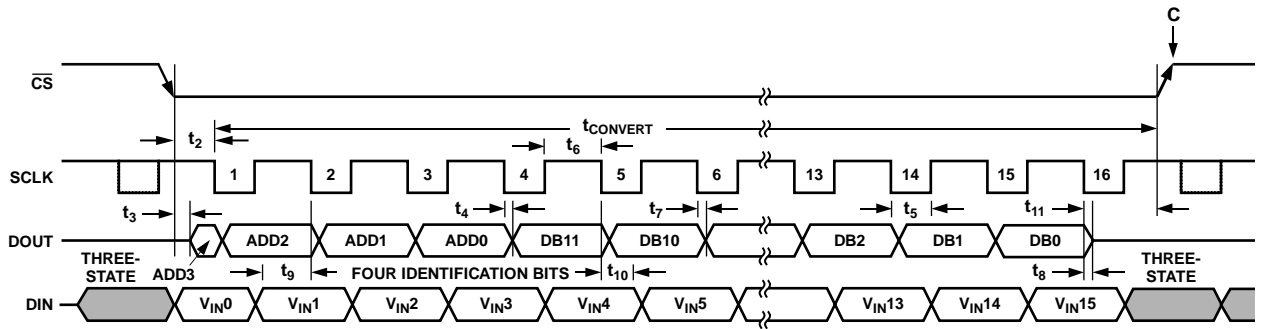 C
CS
t2
tCONVERT
t6
SCLK
1 2 3 4 5 6 13 14 15 16
t3 t4 t7 t5 t11
DOUT ADD2 ADD1 ADD0 DB11 DB10 DB2 DB1 DB0
THREE-STATE ADD3 t9 FOUR IDENTIFICATION BITS t10 t8 THREE-STATE
DIN VIN0 VIN1 VIN2 VIN3 VIN4 VIN5 VIN13 VIN14 VIN15